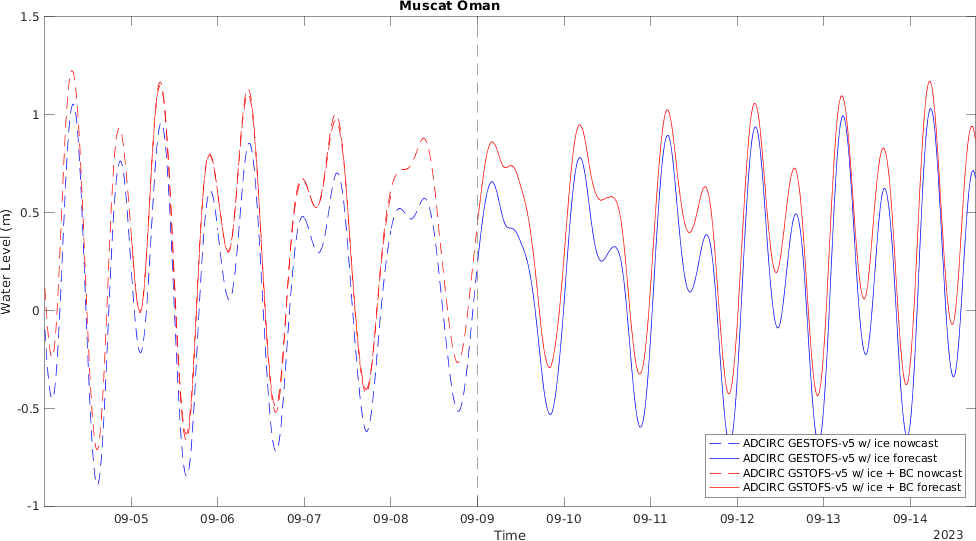 Muscat Oman
1.5
1
0.5
0
-0.5
-1
Water Level (m)
09-05 09-06 09-07 09-08 09-09 09-10 09-11 09-12 09-13 09-14
Time
2023
ADCIRC GESTOFS-v5 w/ ice nowcast
ADCIRC GESTOFS-v5 w/ ice forecast
ADCIRC GSTOFS-v5 w/ ice + BC nowcast
ADCIRC GSTOFS-v5 w/ ice + BC forecast